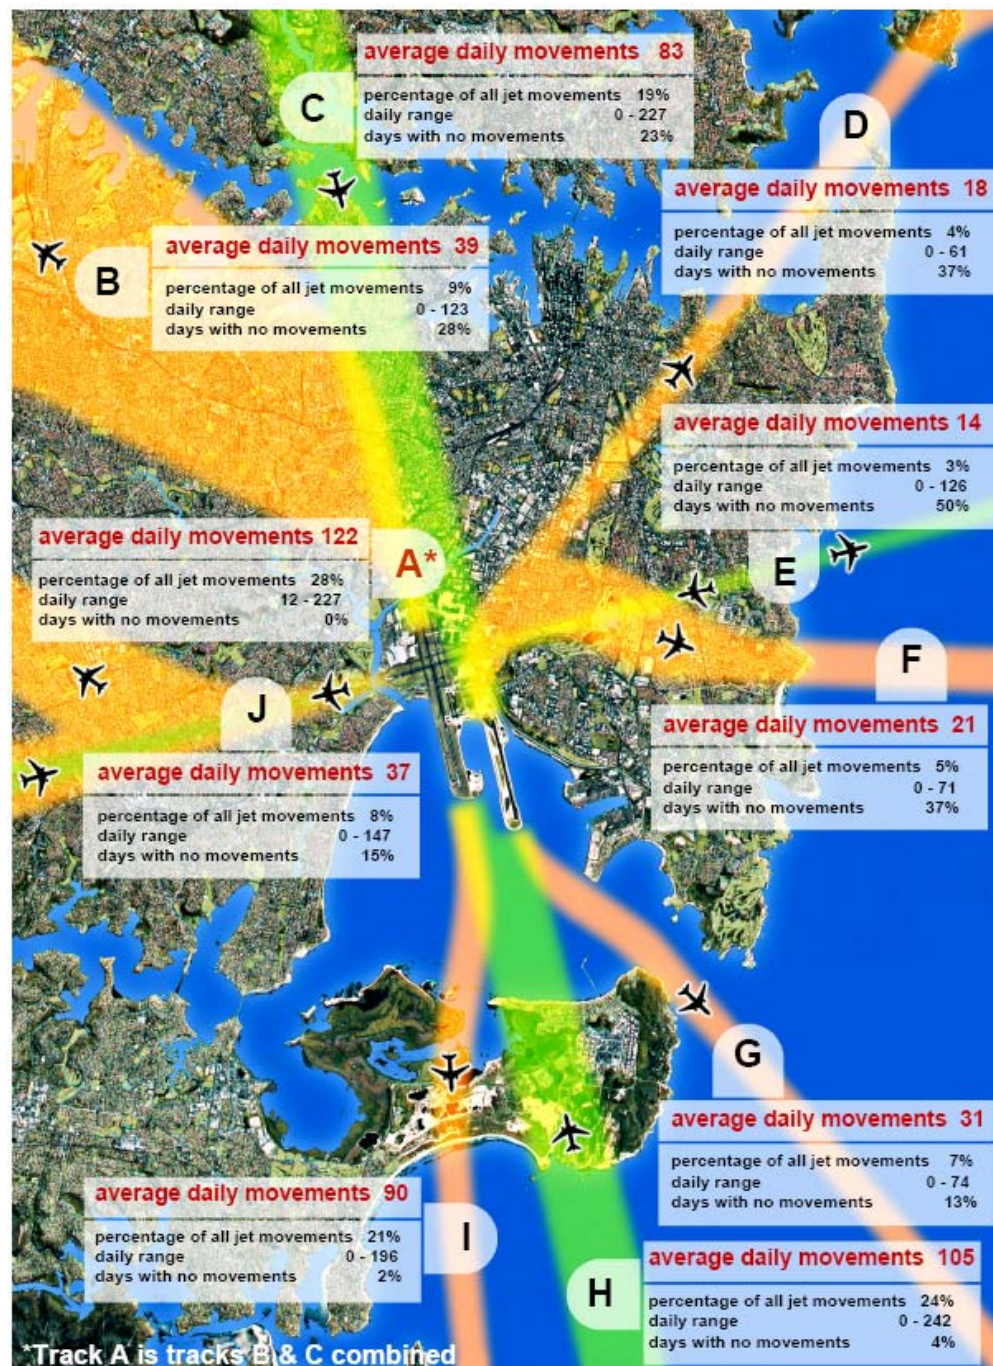 C
average daily movements 83
percentage of all jet movements 19%
daily range 0 - 227
days with no movements 23%
D
average daily movements 18
percentage of all jet movements 4%
daily range 0 - 61
days with no movements 37%
B
average daily movements 39
percentage of all jet movements 9%
daily range 0 - 123
days with no movements 28%
average daily movements 14
percentage of all jet movements 3%
daily range 0 - 126
days with no movements 50%
E
average daily movements 122
percentage of all jet movements 28%
daily range 12 - 227
days with no movements 0%
A*
F
average daily movements 21
percentage of all jet movements 5%
daily range 0 - 71
days with no movements 37%
J
average daily movements 37
percentage of all jet movements 8%
daily range 0 - 147
days with no movements 15%
G
average daily movements 31
percentage of all jet movements 7%
daily range 0 - 74
days with no movements 13%
average daily movements 90
percentage of all jet movements 21%
daily range 0 - 196
days with no movements 2%
I
H
average daily movements 105
percentage of all jet movements 24%
daily range 0 - 242
days with no movements 4%
*Track A is tracks B & C combined